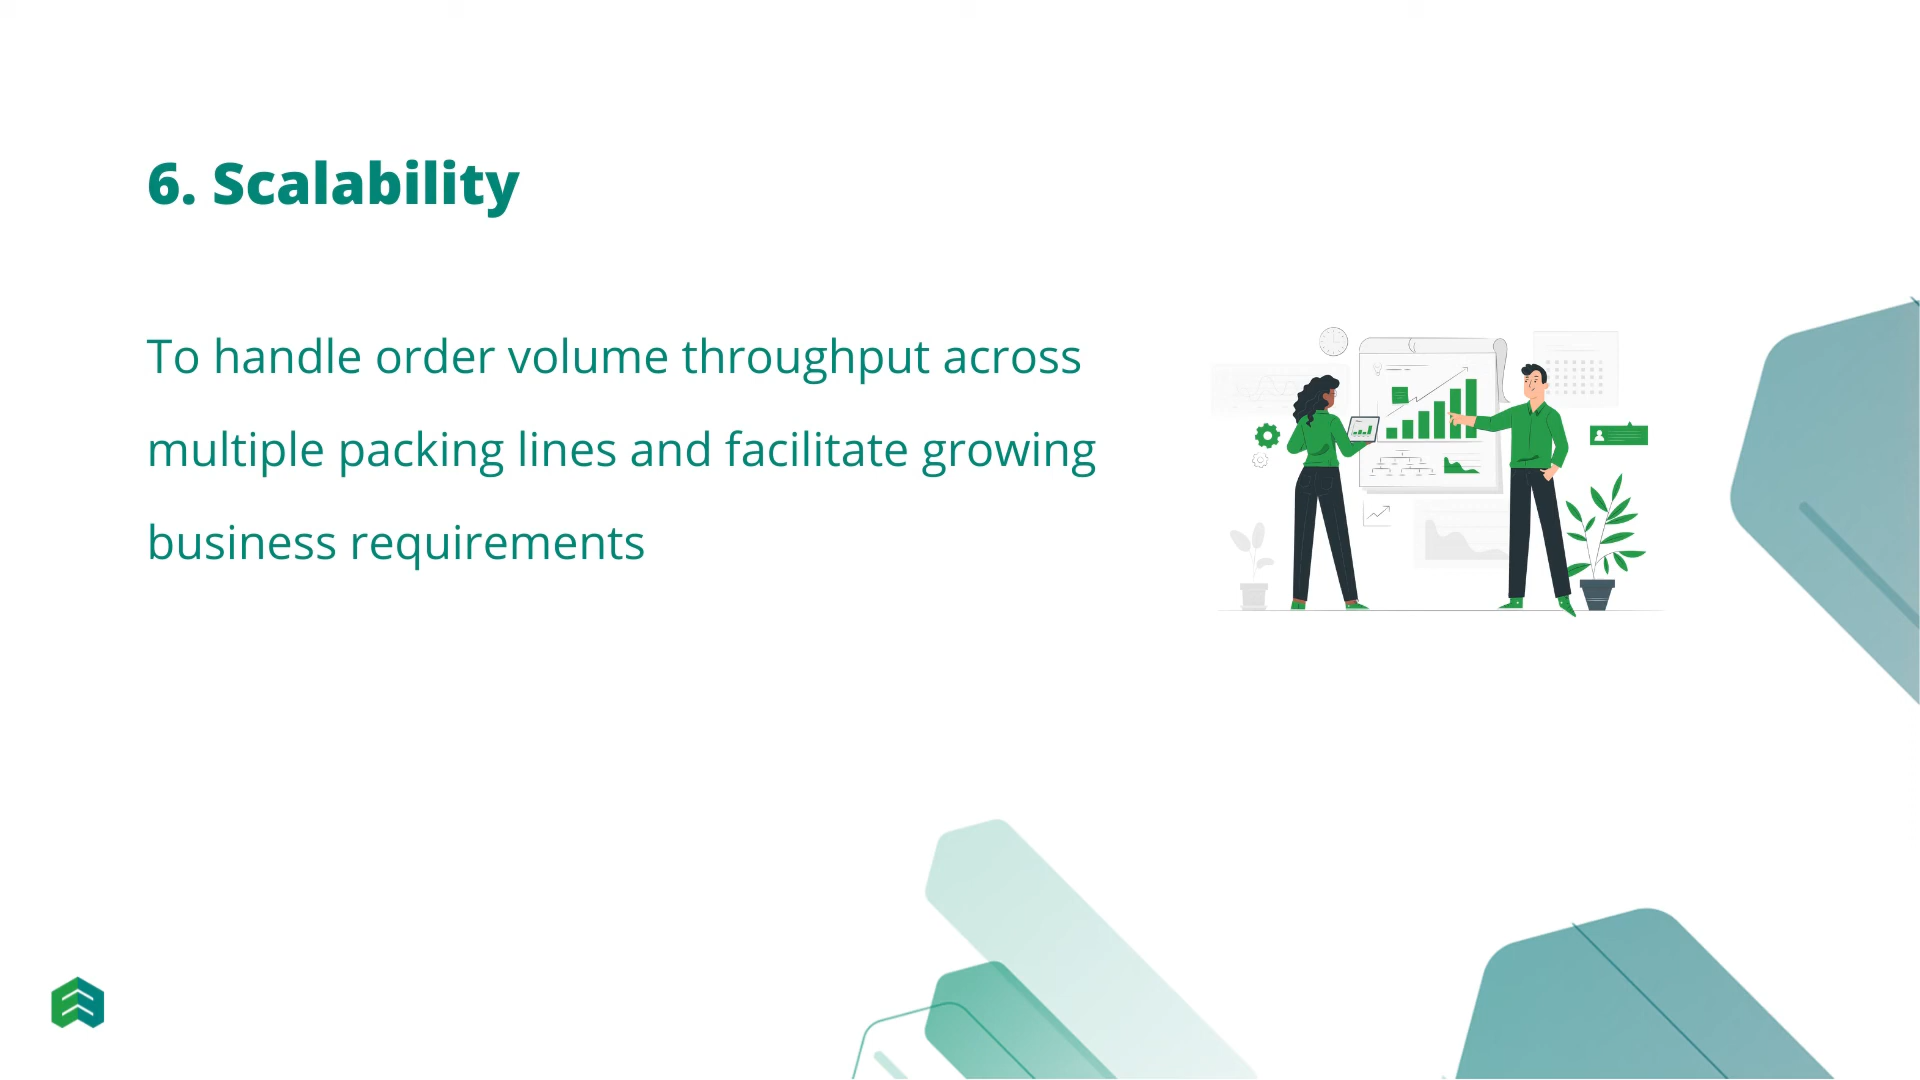 6. Scalability
To handle order volume throughput across
multiple packing lines and facilitate growing
business requirements